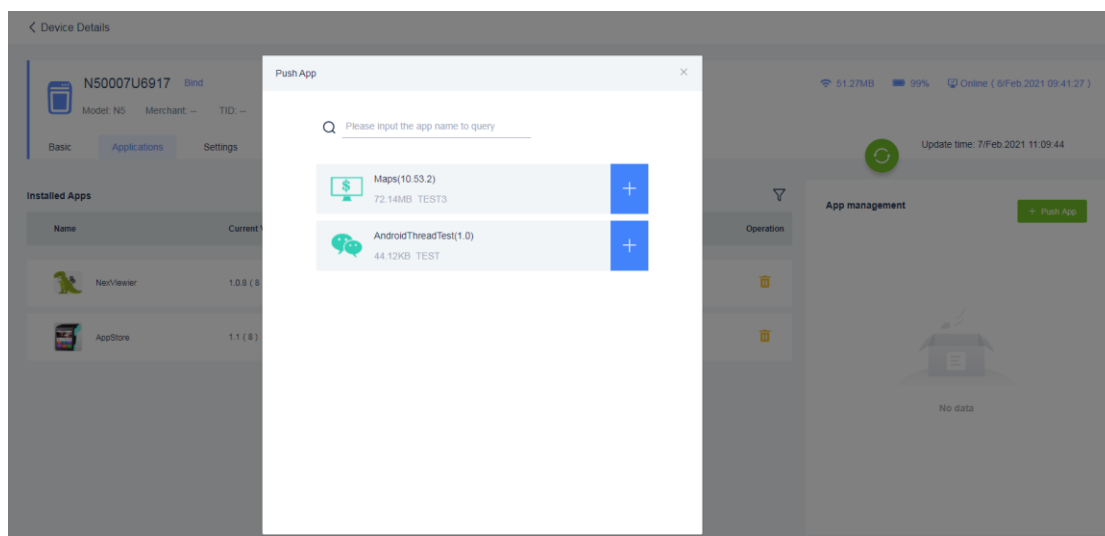 Device Details
N50007U6917 Bind
Model: N5 Merchant: -- TID: --
Basic Applications Settings
51.27MB 99% Online ( 6/Feb.2021 09:41:27 )
Update time: 7/Feb.2021 11:09:44
Push App
Please input the app name to query
Maps(10.53.2)
72.14MB TEST3
AndroidThreadTest(1.0)
44.12KB TEST
Installed Apps
Name Current Operation
NexViewier 1.0.8 ( 8
AppStore 1.1 ( 8 )
App management
+ Push App
No data